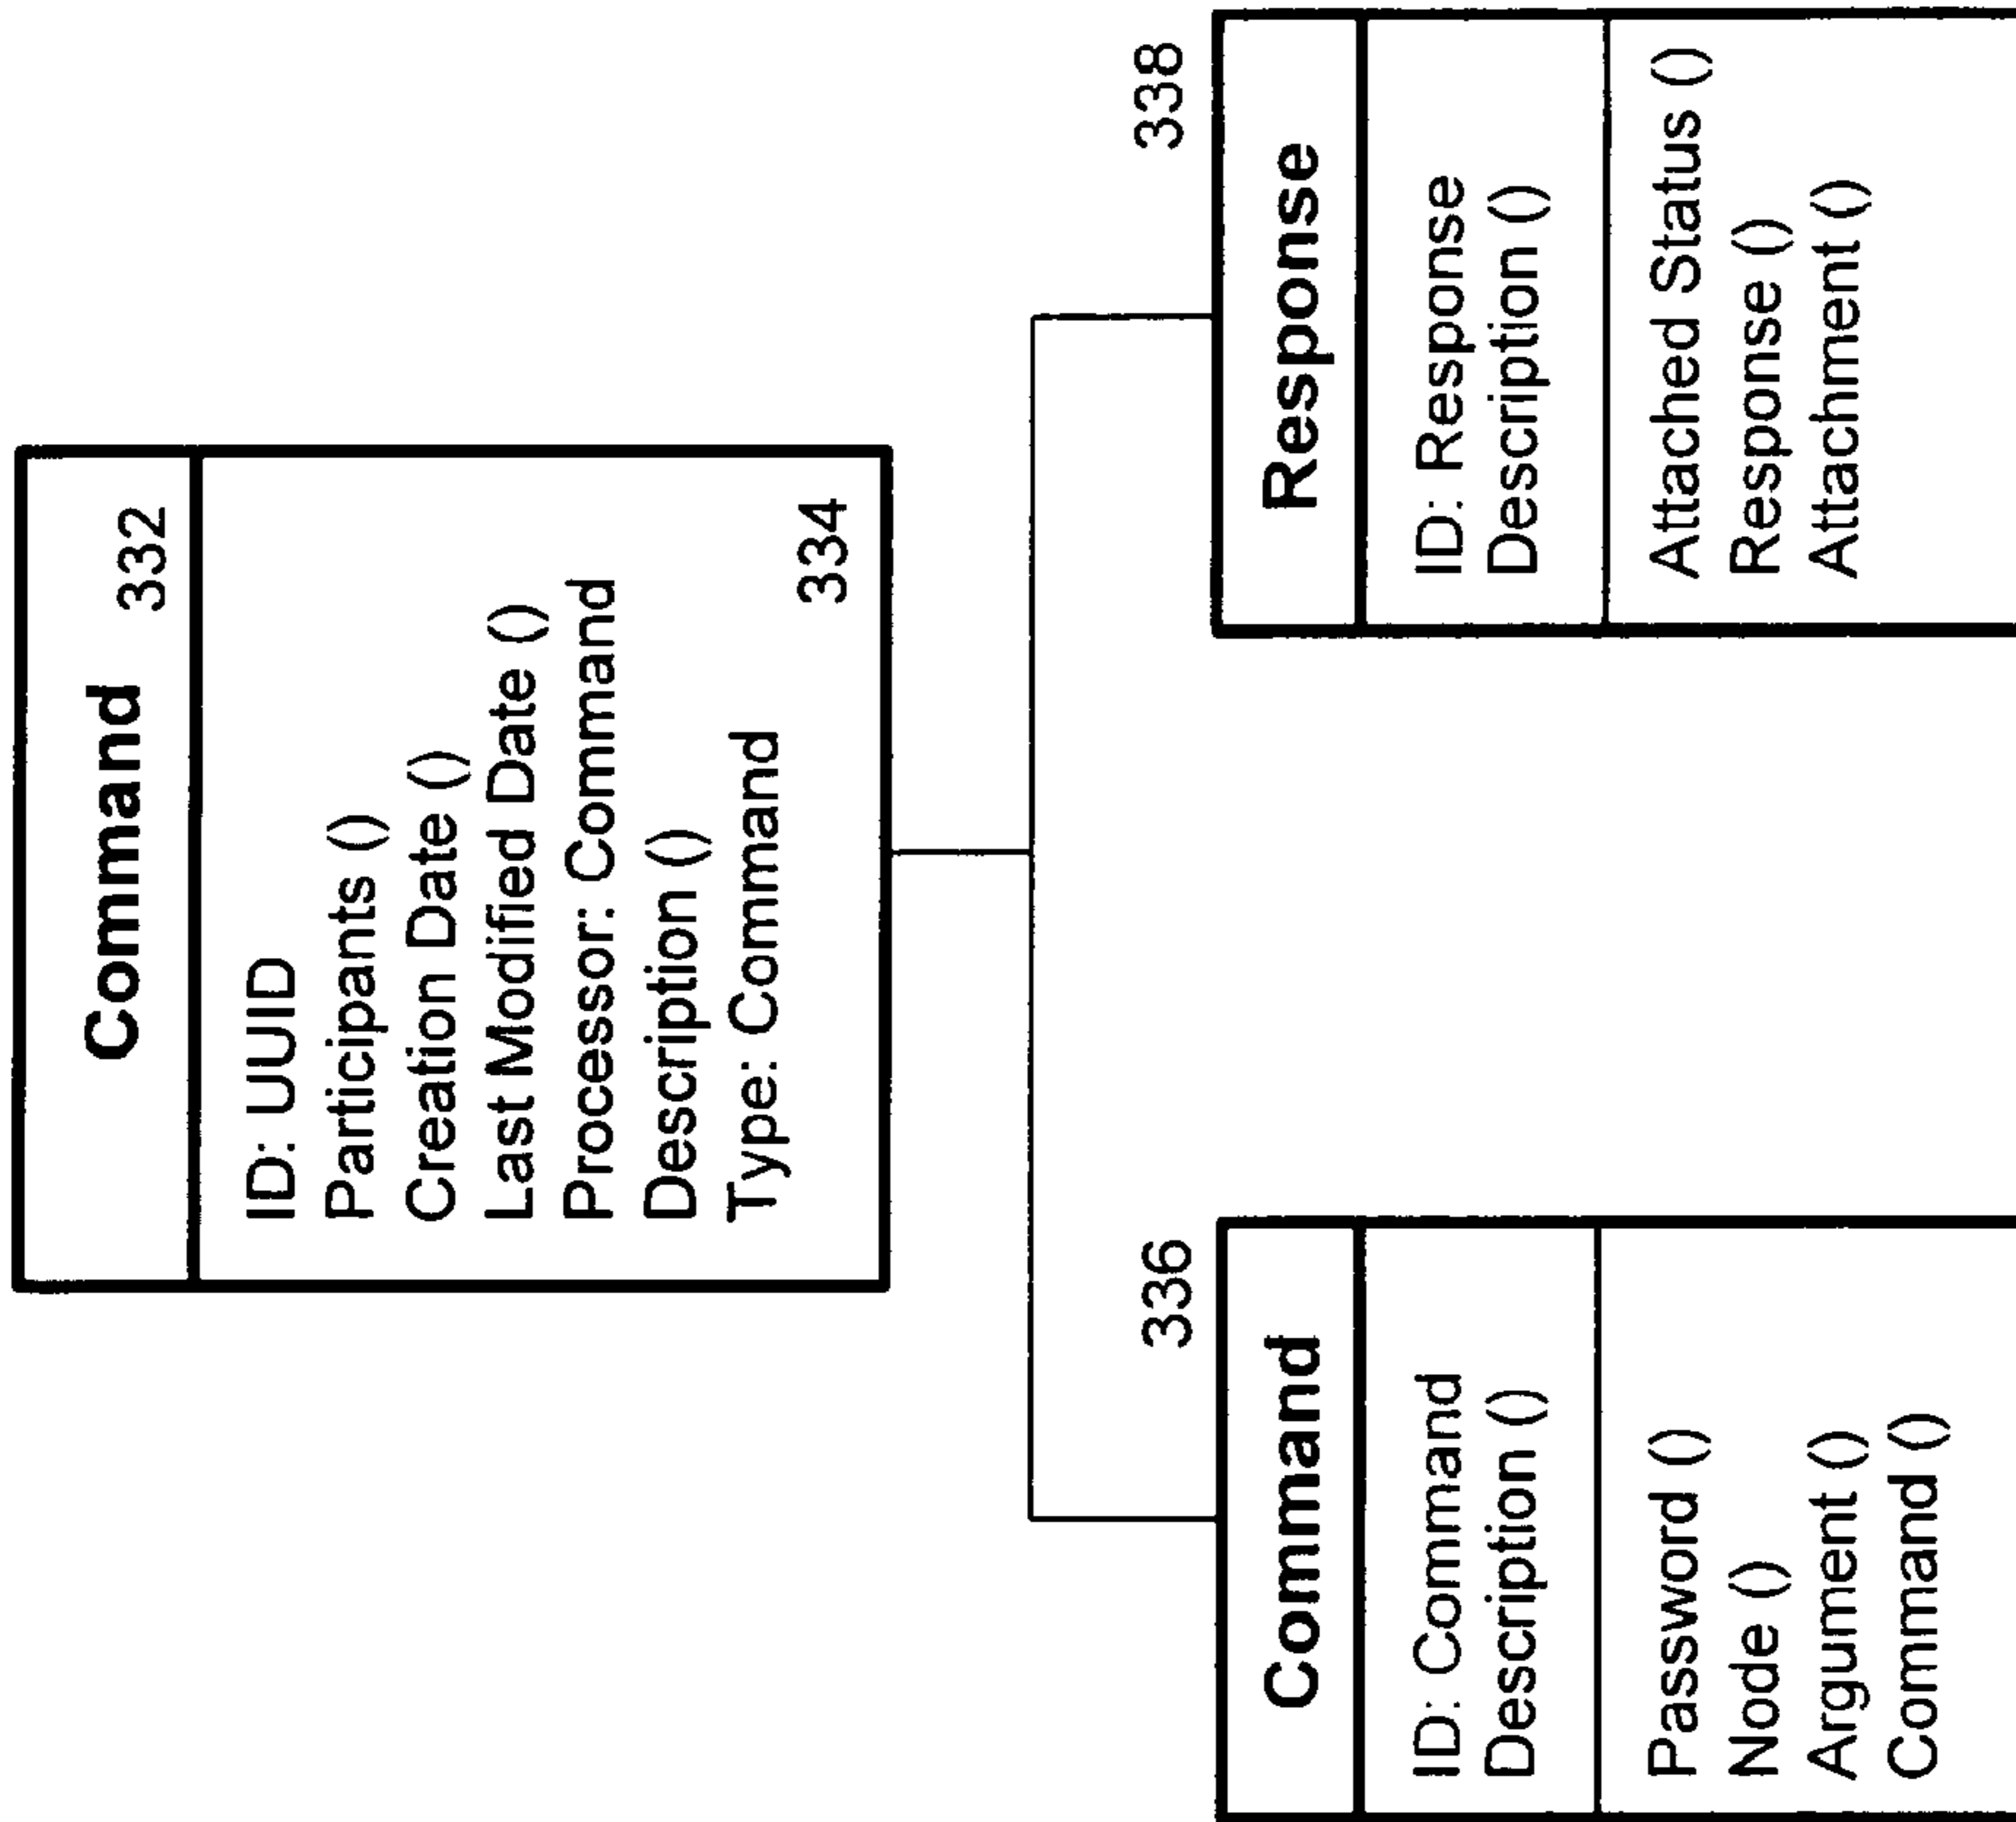 Command
332
ID: UUID
Participants ()
Creation Date ()
Last Modified Date ()
Processor: Command
Description ()
Type: Command
334
336
Command
ID: Command
Description ()
Password ()
Node ()
Argument ()
Command ()
338
Response
ID: Response
Description ()
Attached Status ()
Response ()
Attachment ()